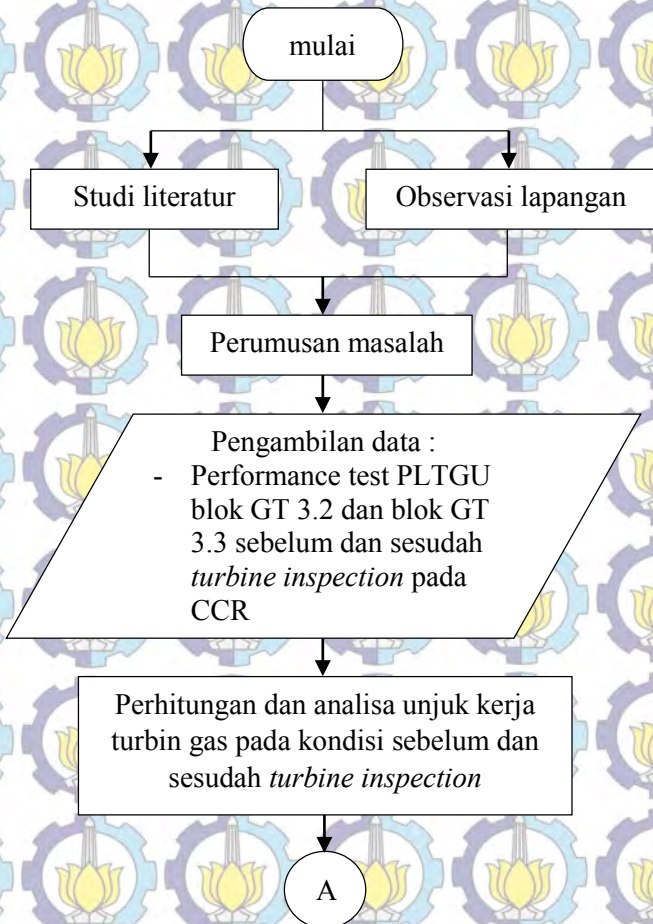 mulai
Studi literatur
Observasi lapangan
Perumusan masalah
Pengambilan data :
- Performance test PLTGU
blok GT 3.2 dan blok GT
3.3 sebelum dan sesudah
turbine inspection pada
CCR
Perhitungan dan analisa unjuk kerja
turbin gas pada kondisi sebelum dan
sesudah turbine inspection
A